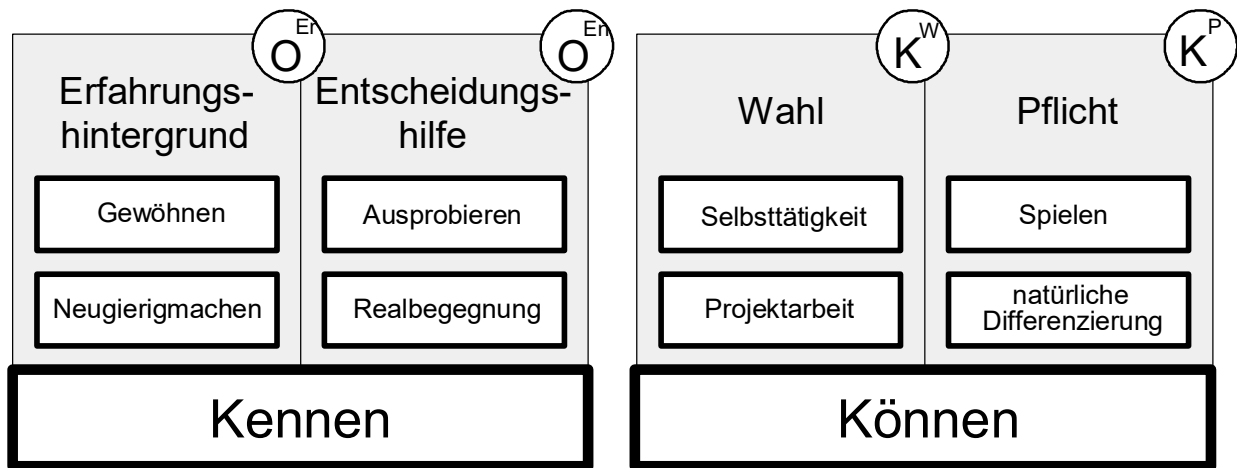 O Er
O En
K W
K P
Erfahrungs-
hintergrund
Entscheidungs-
hilfe
Wahl
Pflicht
Gewöhnen
Ausprobieren
Selbsttätigkeit
Spielen
Neugierigmachen
Realbegegnung
Projektarbeit
natürliche
Differenzierung
Kennen
Können